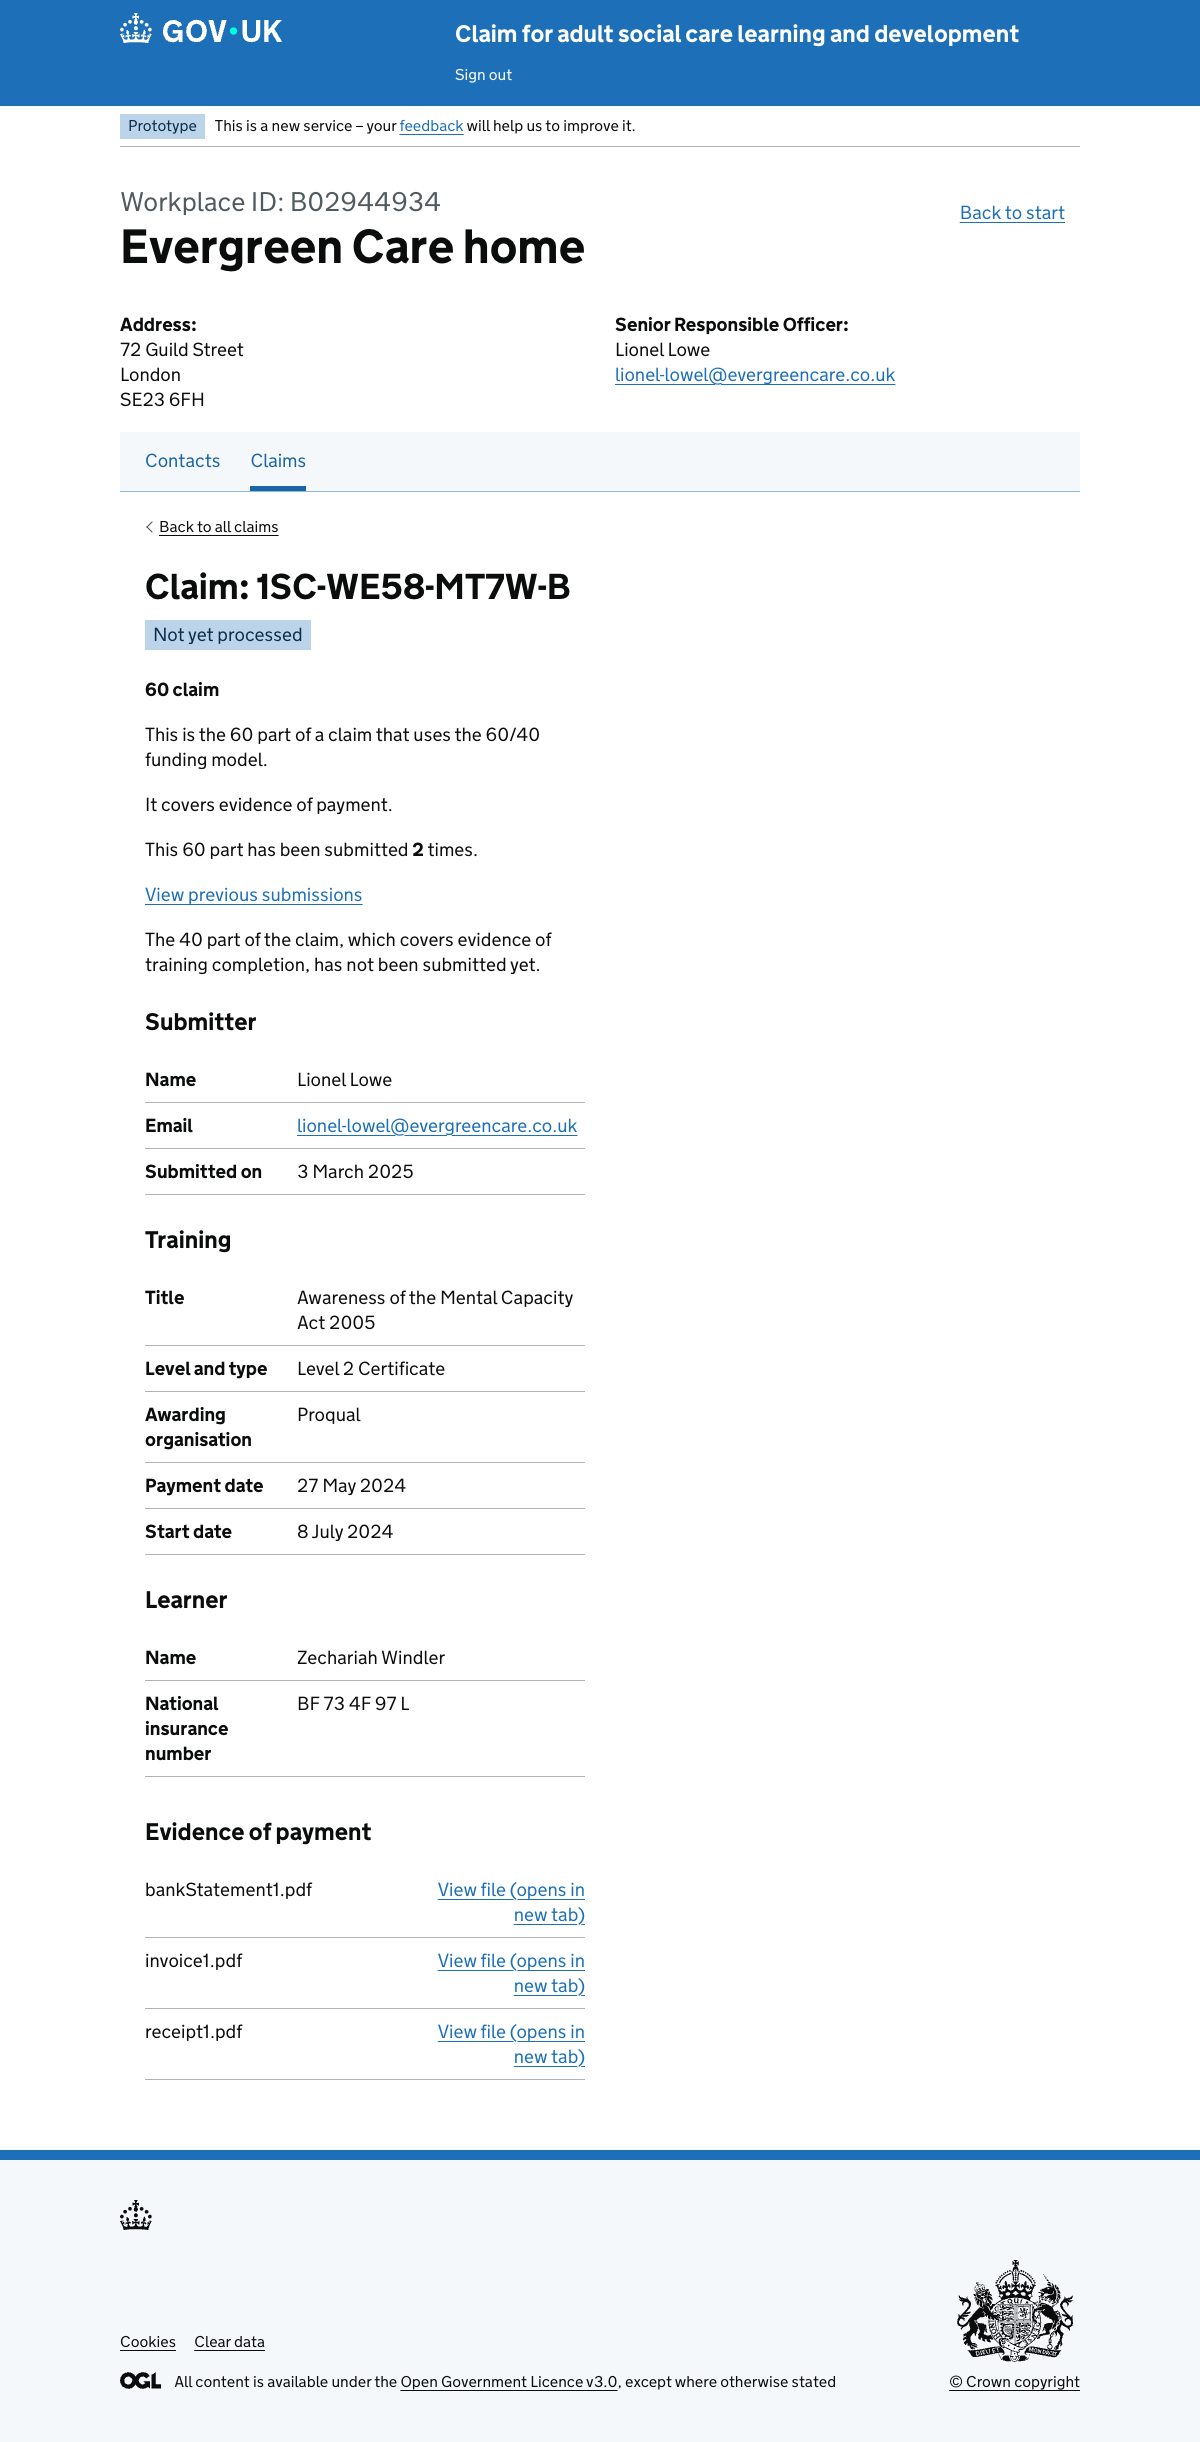 GOV·UK
Claim for adult social care learning and development
Sign out
Prototype This is a new service – your feedback will help us to improve it.
Workplace ID: B02944934
Back to start
Evergreen Care home
Address:
72 Guild Street
London
SE23 6FH
Senior Responsible Officer:
Lionel Lowe
lionel-lowel@evergreencare.co.uk
Contacts Claims
Back to all claims
Claim: 1SC-WE58-MT7W-B
Not yet processed
60 claim
This is the 60 part of a claim that uses the 60/40
funding model.
It covers evidence of payment.
This 60 part has been submitted 2 times.
View previous submissions
The 40 part of the claim, which covers evidence of
training completion, has not been submitted yet.
Submitter
Name Lionel Lowe
Email lionel-lowel@evergreencare.co.uk
Submitted on 3 March 2025
Training
Title Awareness of the Mental Capacity
Act 2005
Level and type Level 2 Certificate
Awarding Proqual
organisation
Payment date 27 May 2024
Start date 8 July 2024
Learner
Name Zechariah Windler
National BF 73 4F 97 L
insurance
number
Evidence of payment
bankStatement1.pdf View file (opens in
new tab)
invoice1.pdf View file (opens in
new tab)
receipt1.pdf View file (opens in
new tab)
Cookies Clear data
OGL All content is available under the Open Government Licence v3.0, except where otherwise stated
© Crown copyright